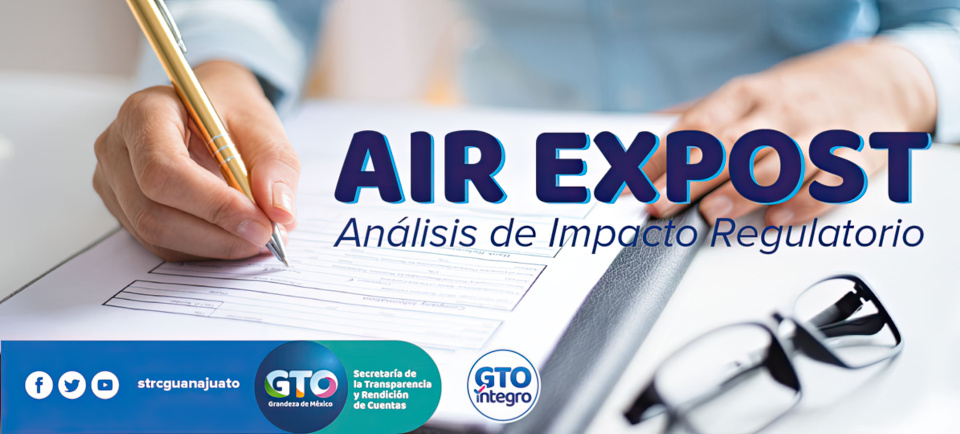 AIR EXPOST
Análisis de Impacto Regulatorio
strcguanajuato
GTO
Grandeza de México
Secretaría de
la Transparencia
y Rendición
de Cuentas
GTO
íntegro